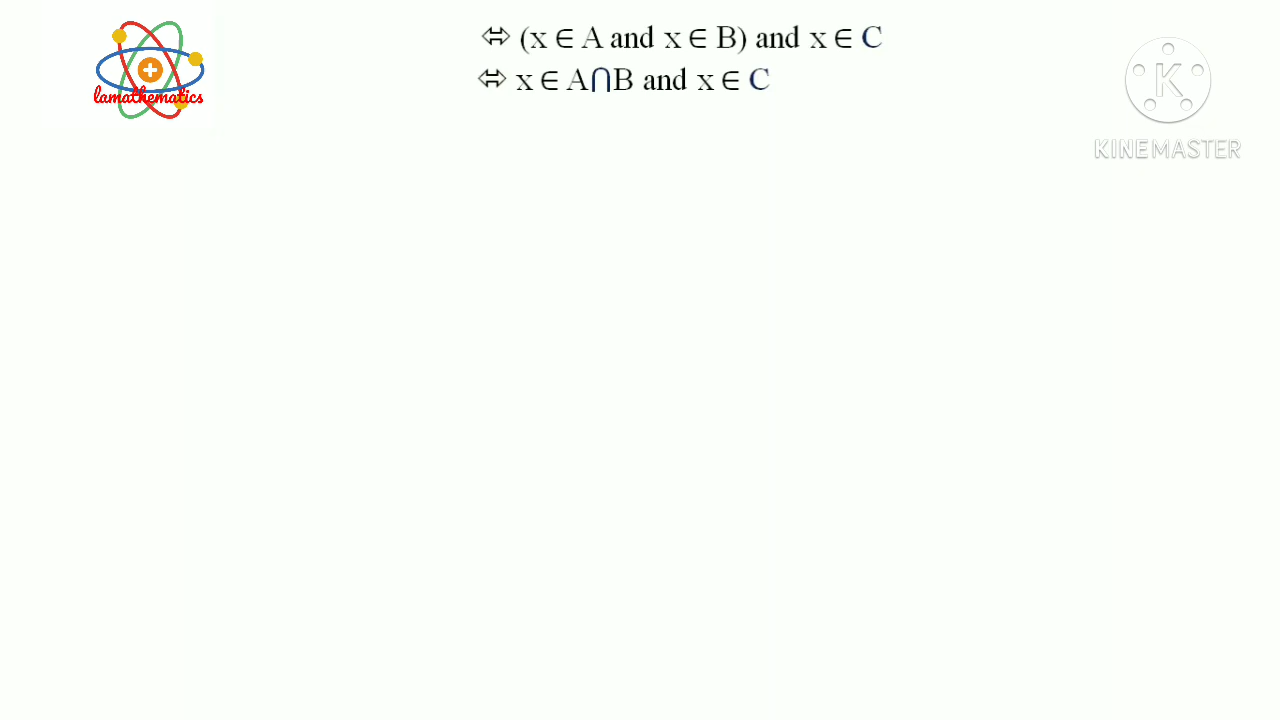 ⇔ (x ∈ A and x ∈ B) and x ∈ C
⇔ x ∈ A⋂B and x ∈ C
lamathematics
K
KINEMASTER